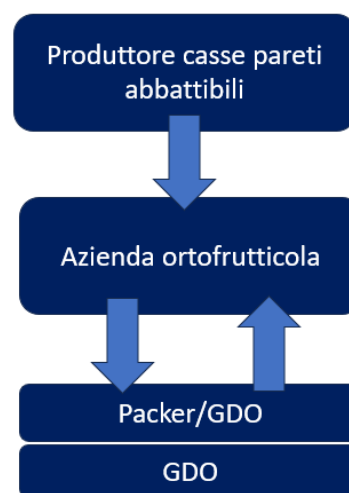 Produttore casse pareti
abbattibili
Azienda ortofrutticola
Packer/GDO
GDO